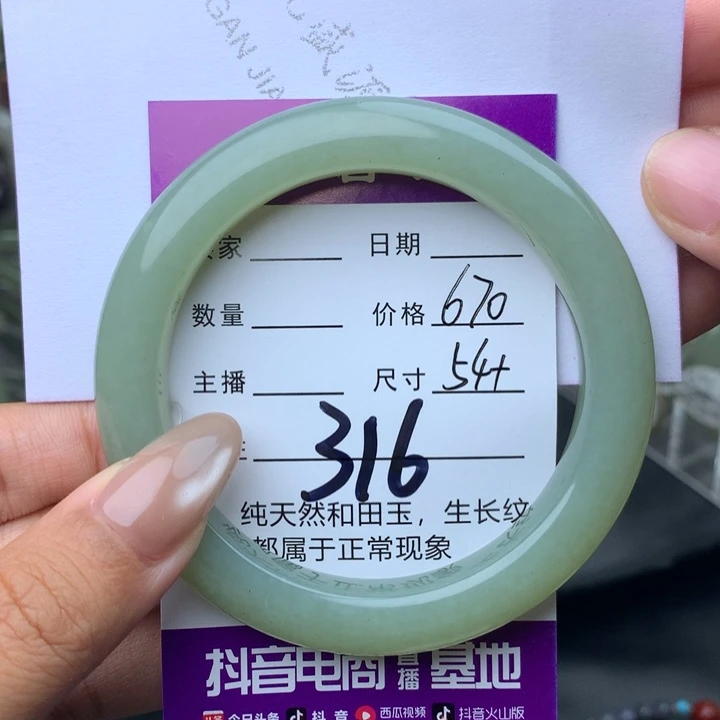 GAN JIA
家 日期
数量 价格 670
主播 尺寸 54+
316
纯天然和田玉，生长纹
都属于正常现象
抖音电商直播基地
今日头条 抖音 西瓜视频 抖音火山版